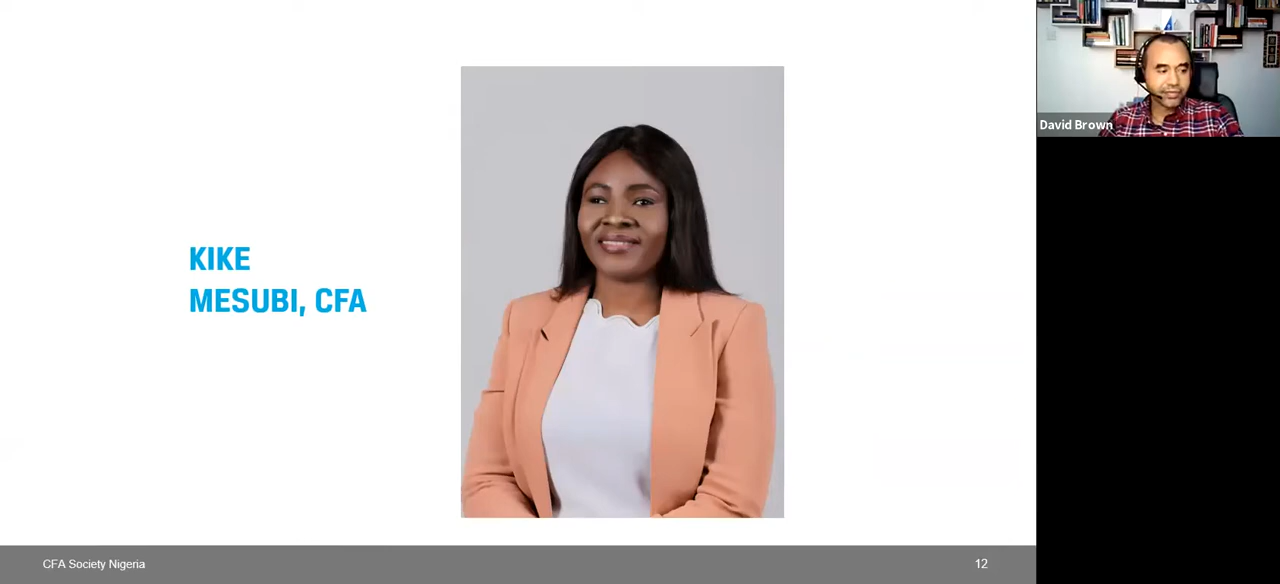 KIKE
MESUBI, CFA
David Brown
CFA Society Nigeria
12